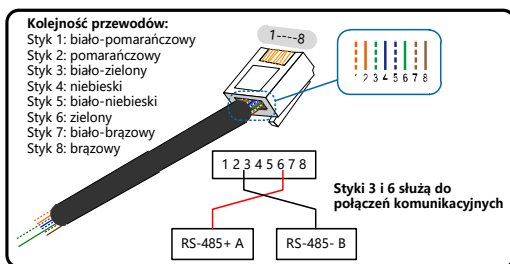 Kolejność przewodów:
Styk 1: biało-pomarańczowy
Styk 2: pomarańczowy
Styk 3: biało-zielony
Styk 4: niebieski
Styk 5: biało-niebieski
Styk 6: zielony
Styk 7: biało-brązowy
Styk 8: brązowy
1----8
1 2 3 4 5 6 7 8
1 2 3 4 5 6 7 8
Styki 3 i 6 służą do
połączeń komunikacyjnych
RS-485+ A
RS-485- B